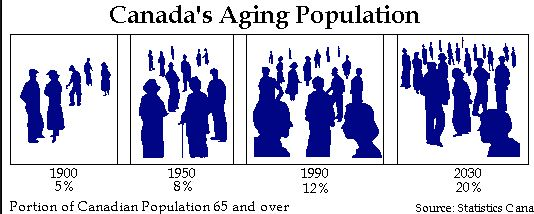 Canada's Aging Population
1900 1950 1990 2030
5% 8% 12% 20%
Portion of Canadian Population 65 and over
Source: Statistics Cana